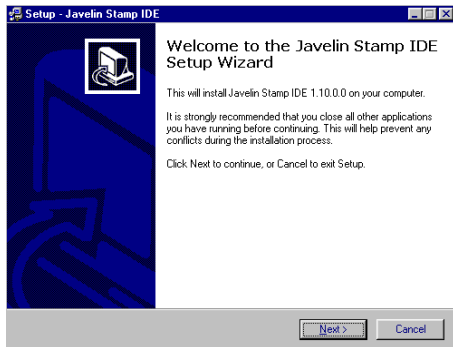 Setup - Javelin Stamp IDE
Welcome to the Javelin Stamp IDE
Setup Wizard
This will install Javelin Stamp IDE 1.10.0.0 on your computer.
It is strongly recommended that you close all other applications
you have running before continuing. This will help prevent any
conflicts during the installation process.
Click Next to continue, or Cancel to exit Setup.
Next >
Cancel